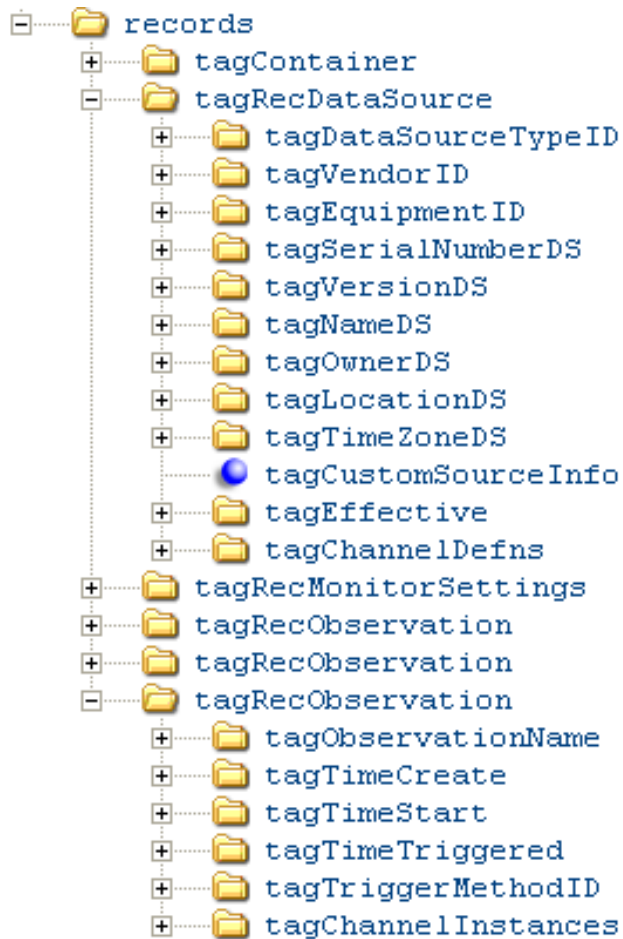 records
tagContainer
tagRecDataSource
tagDataSourceTypeID
tagVendorID
tagEquipmentID
tagSerialNumberDS
tagVersionDS
tagNameDS
tagOwnerDS
tagLocationDS
tagTimeZoneDS
tagCustomSourceInfo
tagEffective
tagChannelDefns
tagRecMonitorSettings
tagRecObservation
tagRecObservation
tagRecObservation
tagObservationName
tagTimeCreate
tagTimeStart
tagTimeTriggered
tagTriggerMethodID
tagChannelInstances